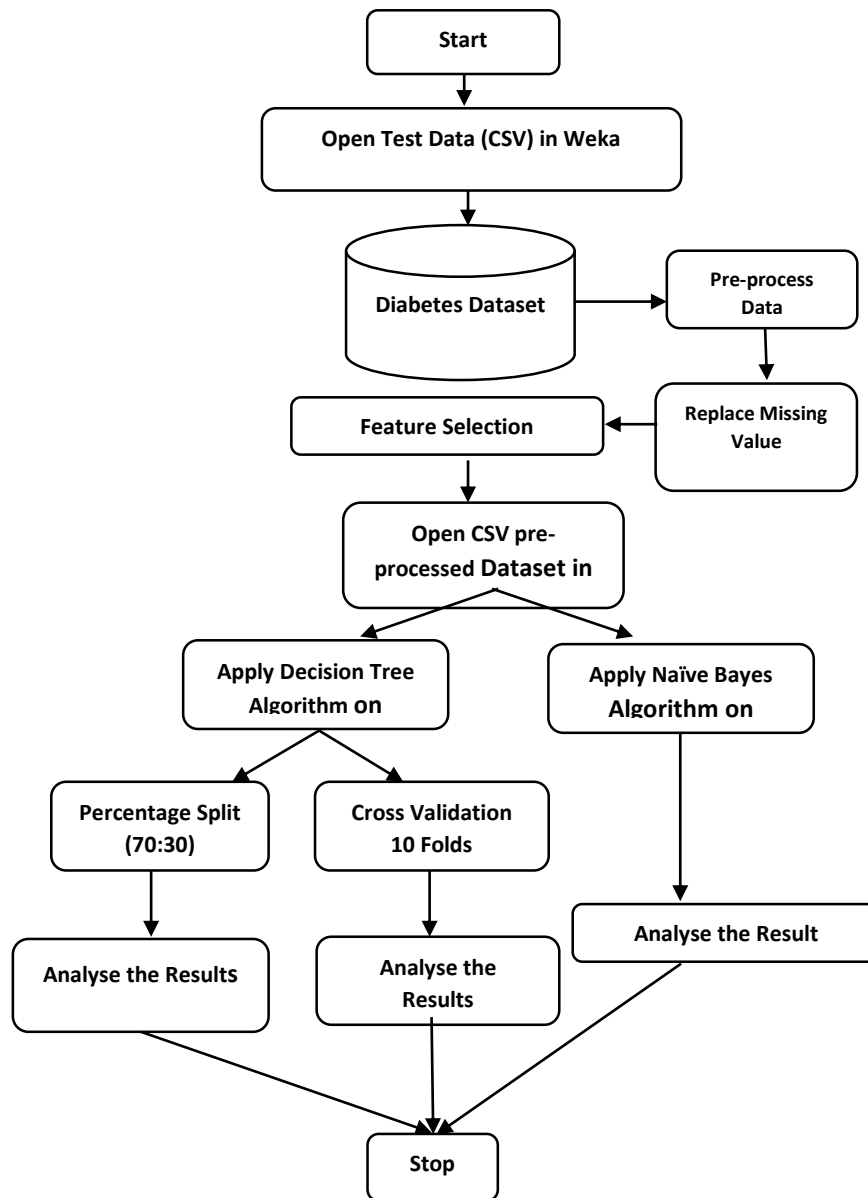 Start
Open Test Data (CSV) in Weka
Diabetes Dataset
Pre-process
Data
Replace Missing
Value
Feature Selection
Open CSV pre-
processed Dataset in
Apply Decision Tree
Algorithm on
Apply Naïve Bayes
Algorithm on
Percentage Split
(70:30)
Cross Validation
10 Folds
Analyse the Results
Analyse the
Results
Analyse the Result
Stop